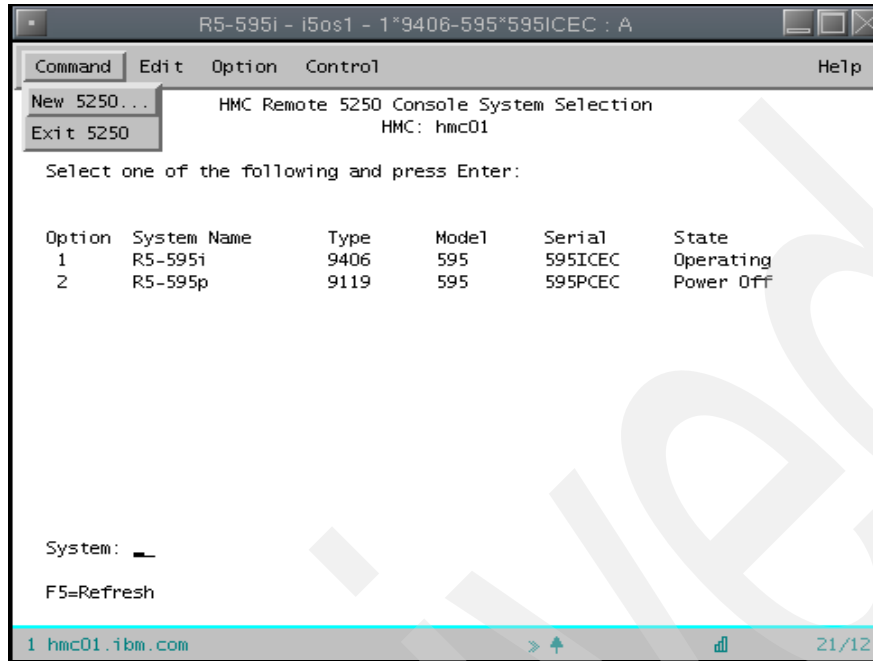 R5-595i - i5os1 - 1*9406-595*595ICEC : A
Command Edit Option Control Help
New 5250...
Exit 5250
HMC Remote 5250 Console System Selection
HMC: hmc01
Select one of the following and press Enter:
Option System Name Type Model Serial State
1 R5-595i 9406 595 595ICEC Operating
2 R5-595p 9119 595 595PCEC Power Off
System:
F5=Refresh
1 hmc01.ibm.com 21/12